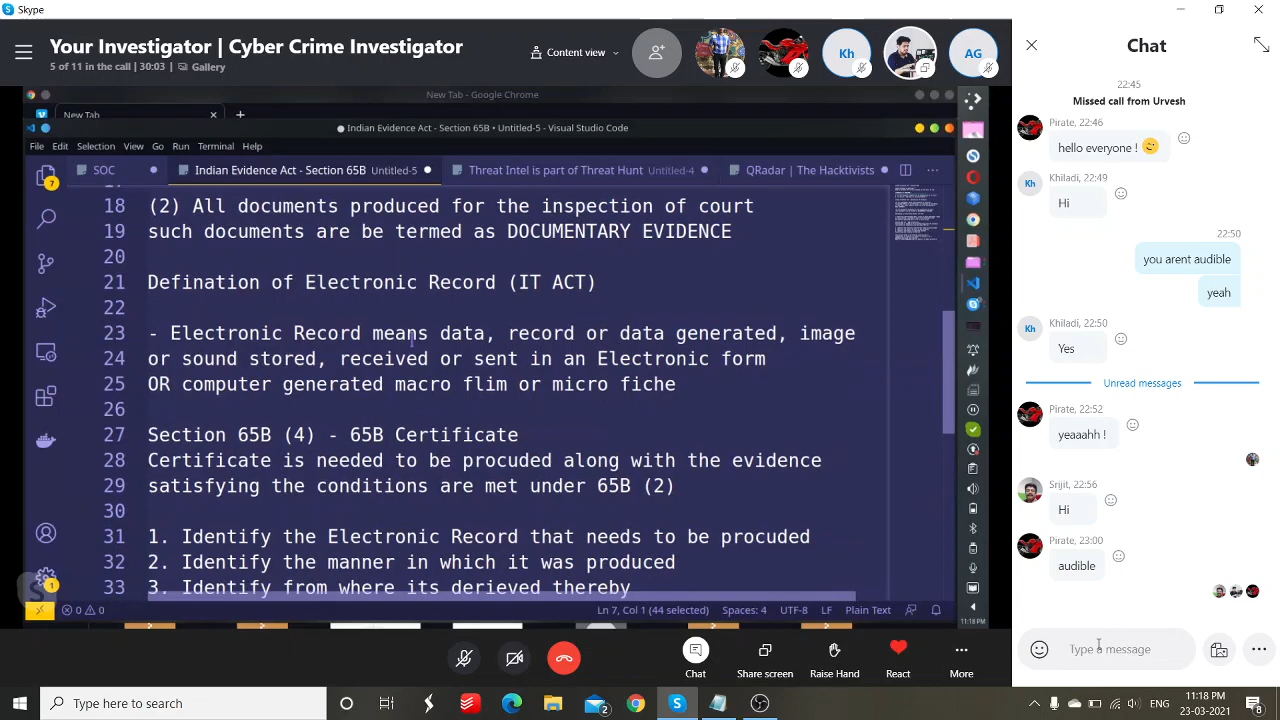 Skype
Your Investigator | Cyber Crime Investigator
5 of 11 in the call | 30:03 | Gallery
Content view
Kh
AG
New Tab - Google Chrome
New Tab
● Indian Evidence Act - Section 65B • Untitled-5 - Visual Studio Code
File Edit Selection View Go Run Terminal Help
SOC
Indian Evidence Act - Section 65B Untitled-5
Threat Intel is part of Threat Hunt Untitled-4
QRadar | The Hacktivists
7
18 (2) ALL documents produced for the inspection of court
19 such documents are be termed as DOCUMENTARY EVIDENCE
20
21 Defination of Electronic Record (IT ACT)
22
23 - Electronic Record means data, record or data generated, image
24 or sound stored, received or sent in an Electronic form
25 OR computer generated macro flim or micro fiche
26
27 Section 65B (4) - 65B Certificate
28 Certificate is needed to be procuded along with the evidence
29 satisfying the conditions are met under 65B (2)
30
31 1. Identify the Electronic Record that needs to be procuded
32 2. Identify the manner in which it was produced
33 3. Identify from where its derieved thereby
1
0 0
Ln 7, Col 1 (44 selected) Spaces: 4 UTF-8 LF Plain Text
11:18 PM
Chat
Share screen
Raise Hand
React
More
Chat
22:45
Missed call from Urvesh
Pirate, 22:46
hello everyone !
Khiladi, 22:49
Kh
Hi
22:50
you arent audible
yeah
Khiladi, 22:50
Kh
Yes
Unread messages
Pirate, 22:52
yeaaahh !
Srijit, 22:56
Hi
Pirate, 23:00
audible
Type a message
Type here to search
2
11:18 PM
23-03-2021
8